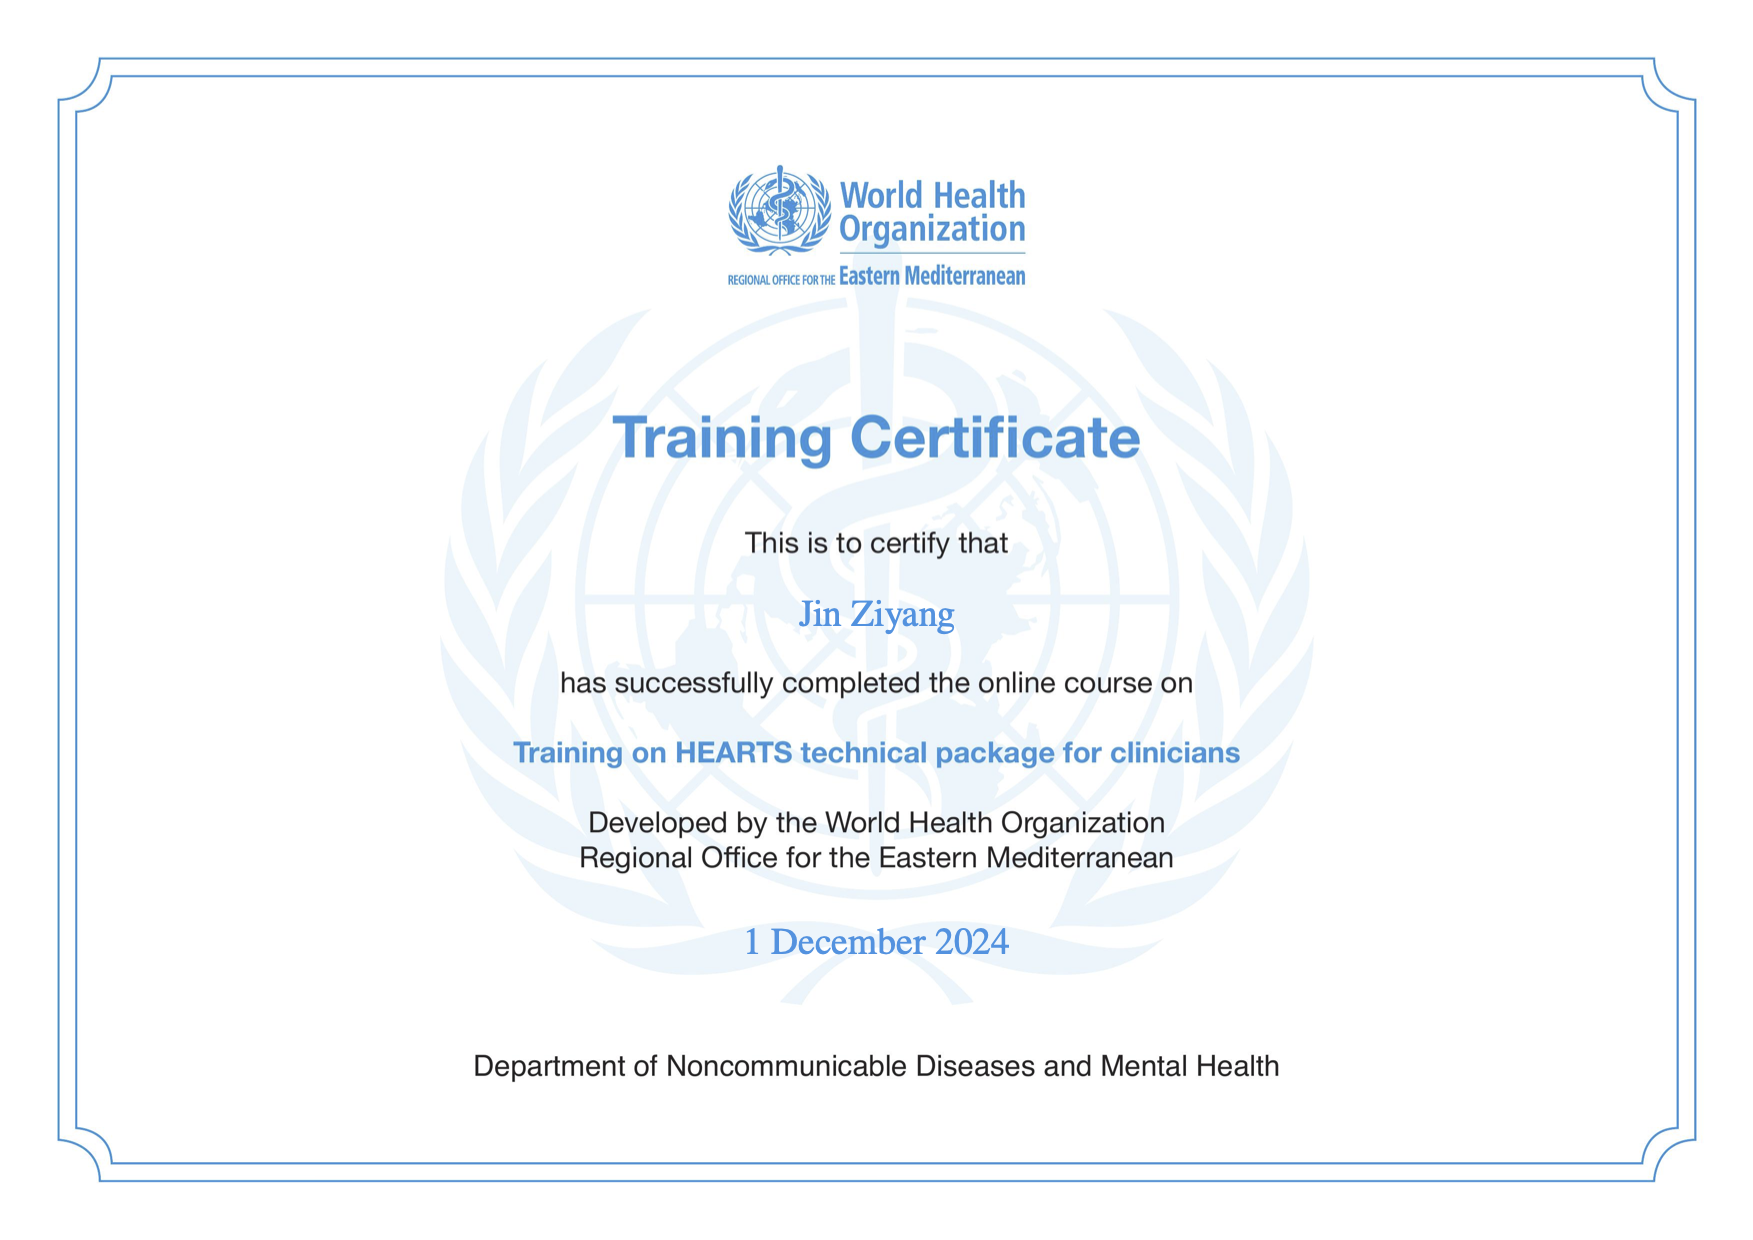 World Health
Organization
REGIONAL OFFICE FOR THE Eastern Mediterranean
Training Certificate
This is to certify that
Jin Ziyang
has successfully completed the online course on
Training on HEARTS technical package for clinicians
Developed by the World Health Organization
Regional Office for the Eastern Mediterranean
1 December 2024
Department of Noncommunicable Diseases and Mental Health